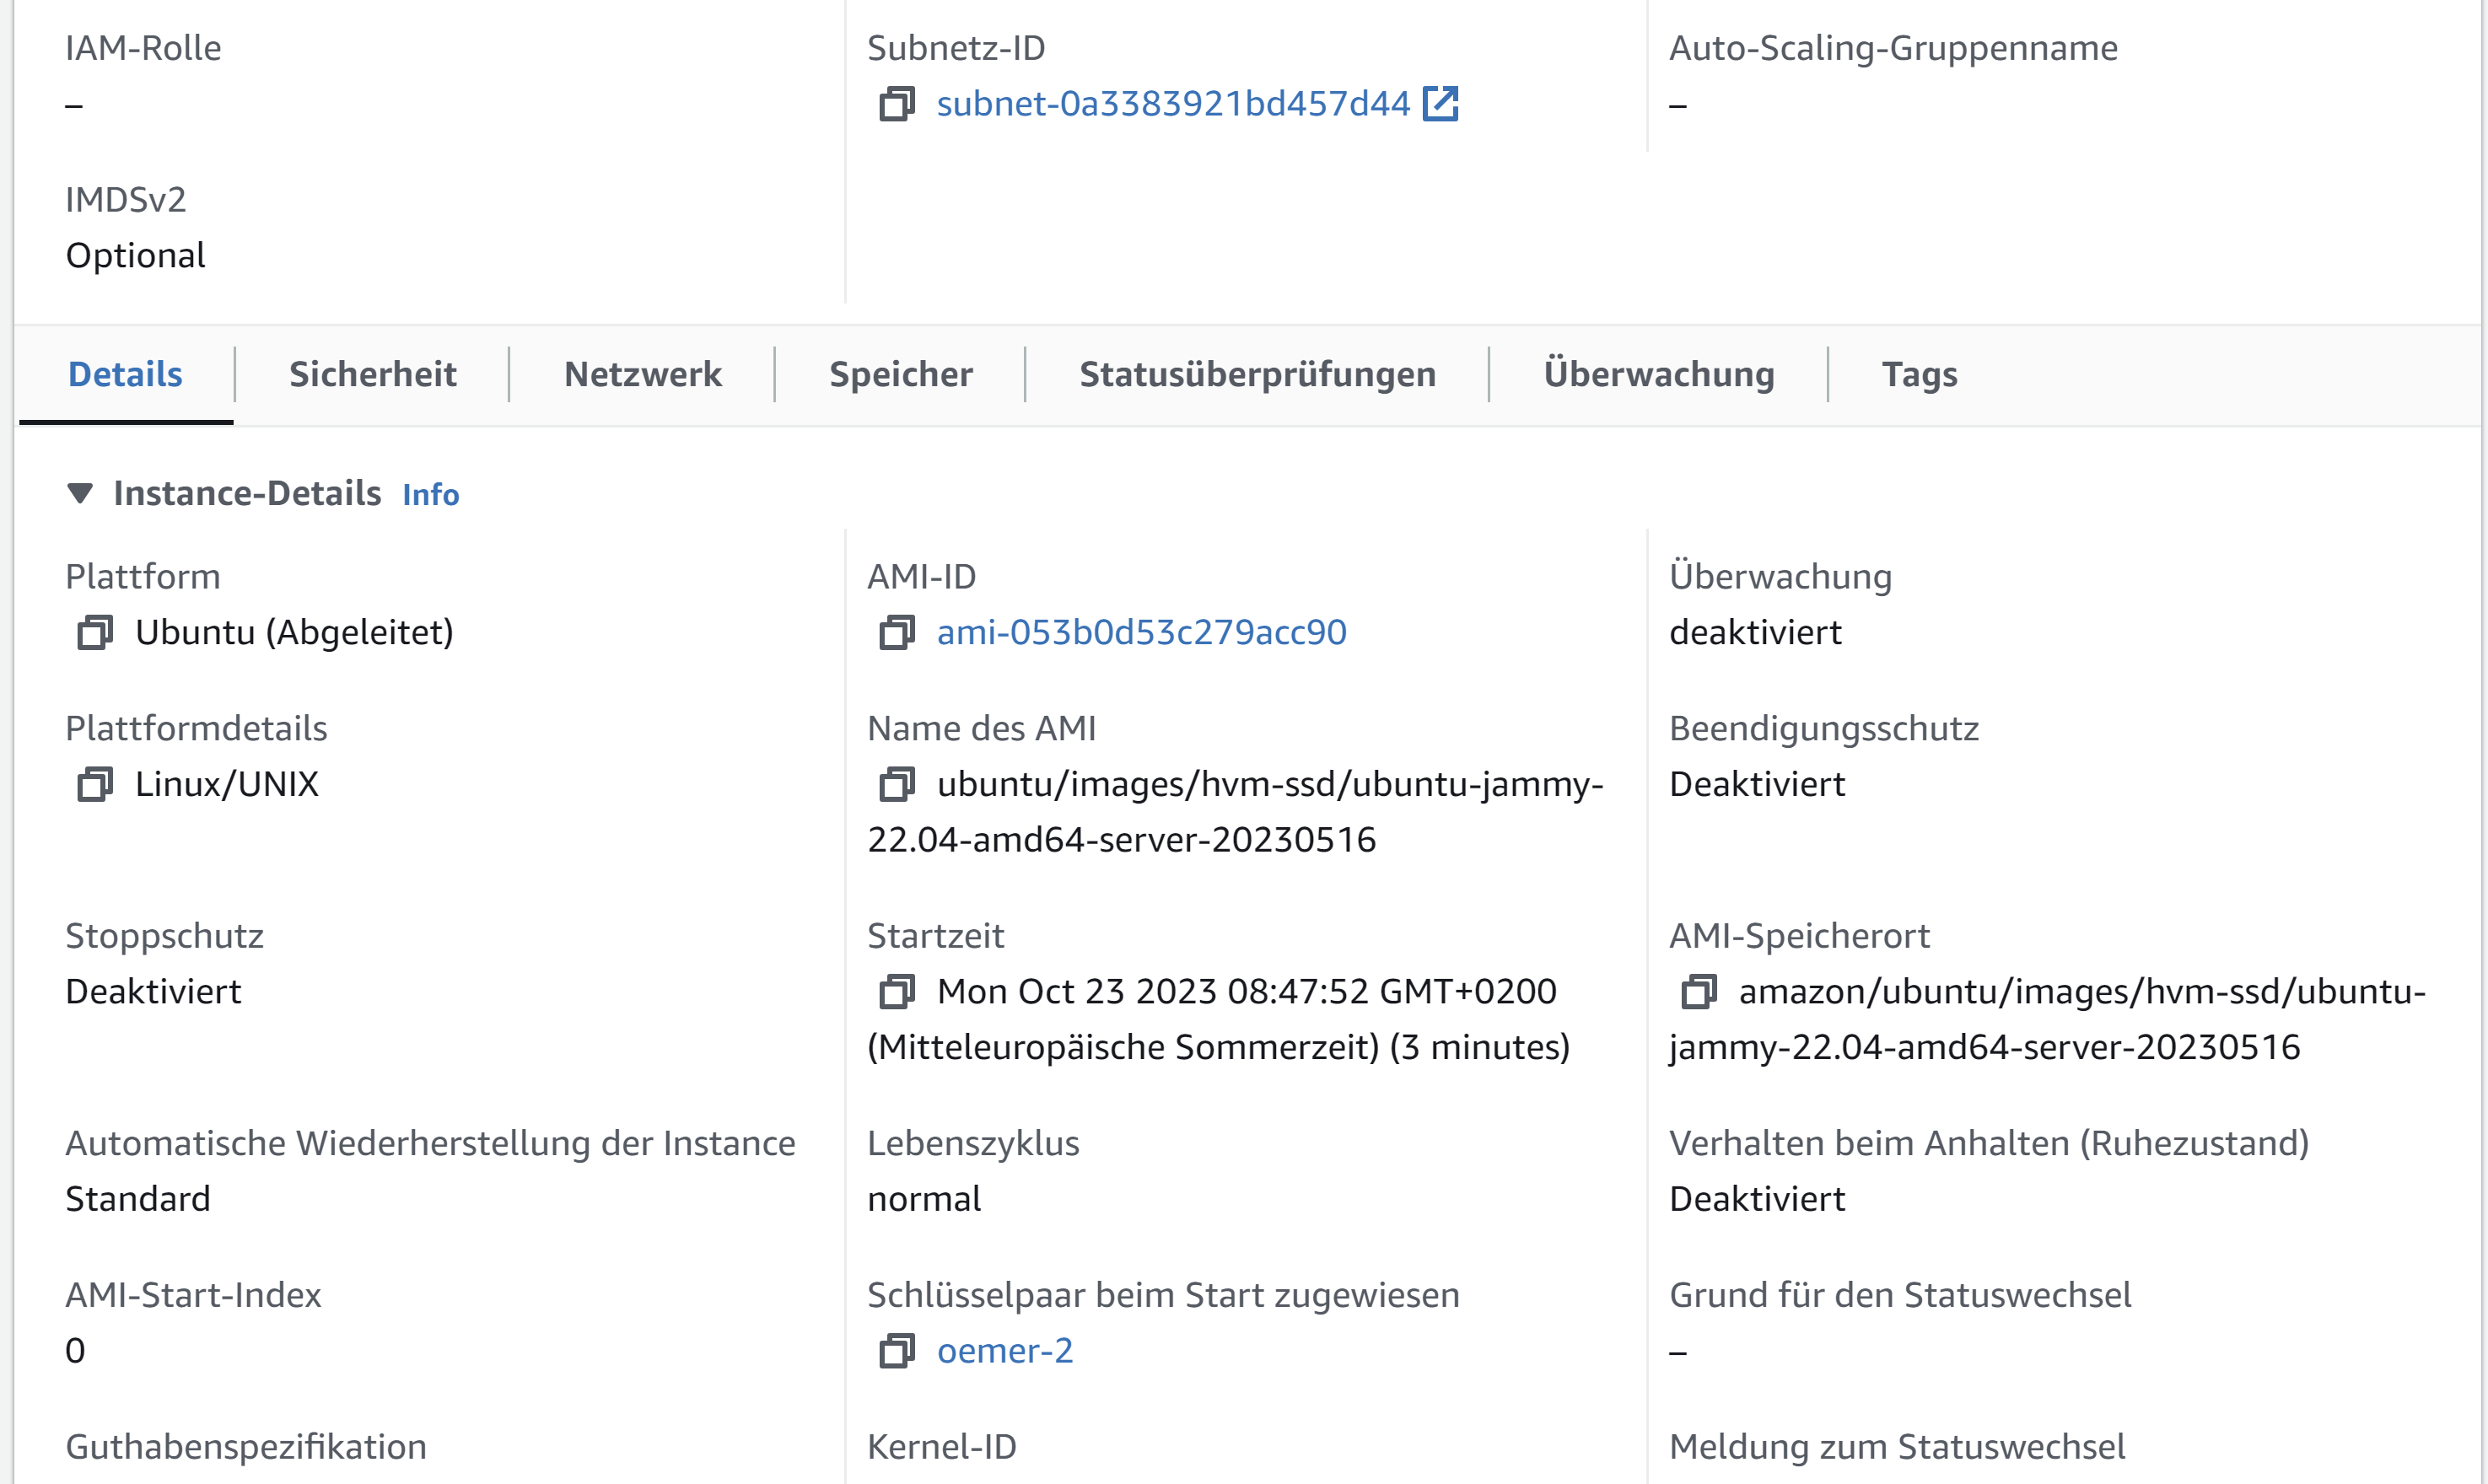 IAM-Rolle
–
Subnetz-ID
subnet-0a3383921bd457d44
Auto-Scaling-Gruppenname
–
IMDSv2
Optional
Details
Sicherheit
Netzwerk
Speicher
Statusüberprüfungen
Überwachung
Tags
Instance-Details Info
Plattform
Ubuntu (Abgeleitet)
AMI-ID
ami-053b0d53c279acc90
Überwachung
deaktiviert
Plattformdetails
Linux/UNIX
Name des AMI
ubuntu/images/hvm-ssd/ubuntu-jammy-
22.04-amd64-server-20230516
Beendigungsschutz
Deaktiviert
Stoppschutz
Deaktiviert
Startzeit
Mon Oct 23 2023 08:47:52 GMT+0200
(Mitteleuropäische Sommerzeit) (3 minutes)
AMI-Speicherort
amazon/ubuntu/images/hvm-ssd/ubuntu-
jammy-22.04-amd64-server-20230516
Automatische Wiederherstellung der Instance
Standard
Lebenszyklus
normal
Verhalten beim Anhalten (Ruhezustand)
Deaktiviert
AMI-Start-Index
0
Schlüsselpaar beim Start zugewiesen
oemer-2
Grund für den Statuswechsel
–
Guthabenspezifikation
Kernel-ID
Meldung zum Statuswechsel